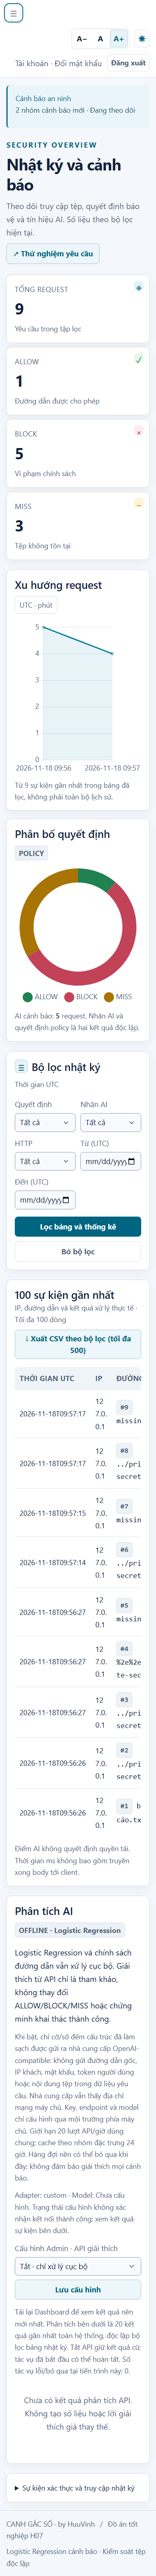 A−
A
A+
Tài khoản · Đổi mật khẩu
Đăng xuất
Cảnh báo an ninh
2 nhóm cảnh báo mới · Đang theo dõi
SECURITY OVERVIEW
Nhật ký và cảnh
báo
Theo dõi truy cập tệp, quyết định bảo
vệ và tín hiệu AI. Số liệu theo bộ lọc
hiện tại.
↗ Thử nghiệm yêu cầu
TỔNG REQUEST
9
Yêu cầu trong tập lọc
ALLOW
1
Đường dẫn được cho phép
BLOCK
5
Vi phạm chính sách
MISS
3
Tệp không tồn tại
Xu hướng request
UTC · phút
5
4
3
2
1
0
2026-11-18 09:56
2026-11-18 09:57
Từ 9 sự kiện gần nhất trong bảng đã
lọc, không phải toàn bộ lịch sử.
Phân bố quyết định
POLICY
ALLOW
BLOCK
MISS
AI cảnh báo: 5 request. Nhãn AI và
quyết định policy là hai kết quả độc lập.
Bộ lọc nhật ký
Thời gian UTC
Quyết định
Nhãn AI
Tất cả
Tất cả
HTTP
Từ (UTC)
Tất cả
mm/dd/yyyy
Đến (UTC)
mm/dd/yyyy
Lọc bảng và thống kê
Bỏ bộ lọc
100 sự kiện gần nhất
IP, đường dẫn và kết quả xử lý thực tế ·
Tối đa 100 dòng
↓ Xuất CSV theo bộ lọc (tối đa
500)
THỜI GIAN UTC
IP
ĐƯỜNG
2026-11-18T09:57:17
12
7.0.
0.1
#9
missin
2026-11-18T09:57:17
12
7.0.
0.1
#8
../pri
secret
2026-11-18T09:57:15
12
7.0.
0.1
#7
missin
2026-11-18T09:57:14
12
7.0.
0.1
#6
../pri
secret
2026-11-18T09:56:27
12
7.0.
0.1
#5
missin
2026-11-18T09:56:27
12
7.0.
0.1
#4
%2e%2e
te-sec
2026-11-18T09:56:27
12
7.0.
0.1
#3
../pri
secret
2026-11-18T09:56:26
12
7.0.
0.1
#2
../pri
secret
2026-11-18T09:56:26
12
7.0.
0.1
#1 b
cáo.tx
Điểm AI không quyết định quyền tải.
Thời gian ms không bao gồm truyền
xong body tới client.
Phân tích AI
OFFLINE · Logistic Regression
Logistic Regression và chính sách
đường dẫn vẫn xử lý cục bộ. Giải
thích từ API chỉ là tham khảo,
không thay đổi
ALLOW/BLOCK/MISS hoặc chứng
minh khai thác thành công.
Khi bật, chỉ cờ/số đếm cấu trúc đã làm
sạch được gửi ra nhà cung cấp OpenAI-
compatible: không gửi đường dẫn gốc,
IP khách, mật khẩu, token người dùng
hoặc nội dung tệp trong dữ liệu yêu
cầu. Nhà cung cấp vẫn thấy địa chỉ
mạng máy chủ. Key, endpoint và model
chỉ cấu hình qua môi trường phía máy
chủ. Giới hạn 20 lượt API/giờ dùng
chung; cache theo nhóm đặc trưng 24
giờ. Hàng đợi nền có thể bỏ qua khi
đầy; không đảm bảo giải thích mọi cảnh
báo.
Adapter: custom · Model: Chưa cấu
hình. Trạng thái cấu hình không xác
nhận kết nối thành công; xem kết quả
sự kiện bên dưới.
Cấu hình Admin · API giải thích
Tắt · chỉ xử lý cục bộ
Lưu cấu hình
Tải lại Dashboard để xem kết quả nền
mới nhất. Phân tích bên dưới là 20 kết
quả gần nhất toàn hệ thống, độc lập bộ
lọc bảng nhật ký. Tắt API giữ kết quả cũ;
tác vụ đã bắt đầu có thể hoàn tất. Số
tác vụ lỗi/bỏ qua tại tiến trình này: 0.
Chưa có kết quả phân tích API.
Không tạo số liệu hoặc lời giải
thích giả thay thế.
Sự kiện xác thực và truy cập nhật ký
CANH GÁC SỐ · by HuuVinh / Đồ án tốt
nghiệp H07
Logistic Regression cảnh báo · Kiểm soát tệp
độc lập